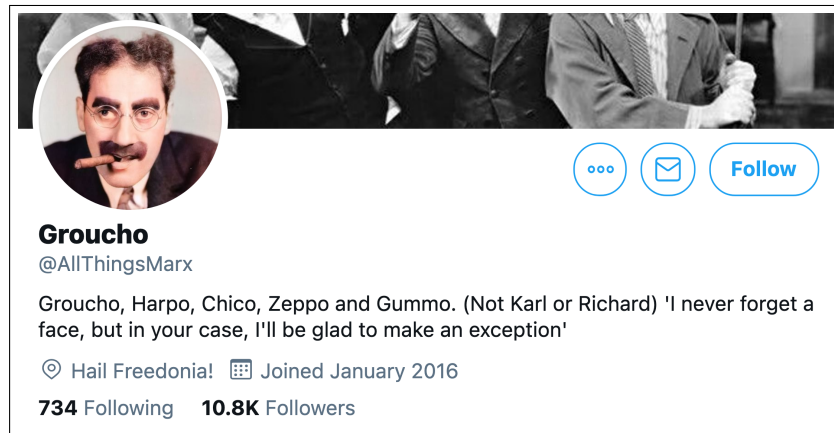 Follow
Groucho
@AllThingsMarx
Groucho, Harpo, Chico, Zeppo and Gummo. (Not Karl or Richard) 'I never forget a
face, but in your case, I'll be glad to make an exception'
Hail Freedonia! Joined January 2016
734 Following 10.8K Followers